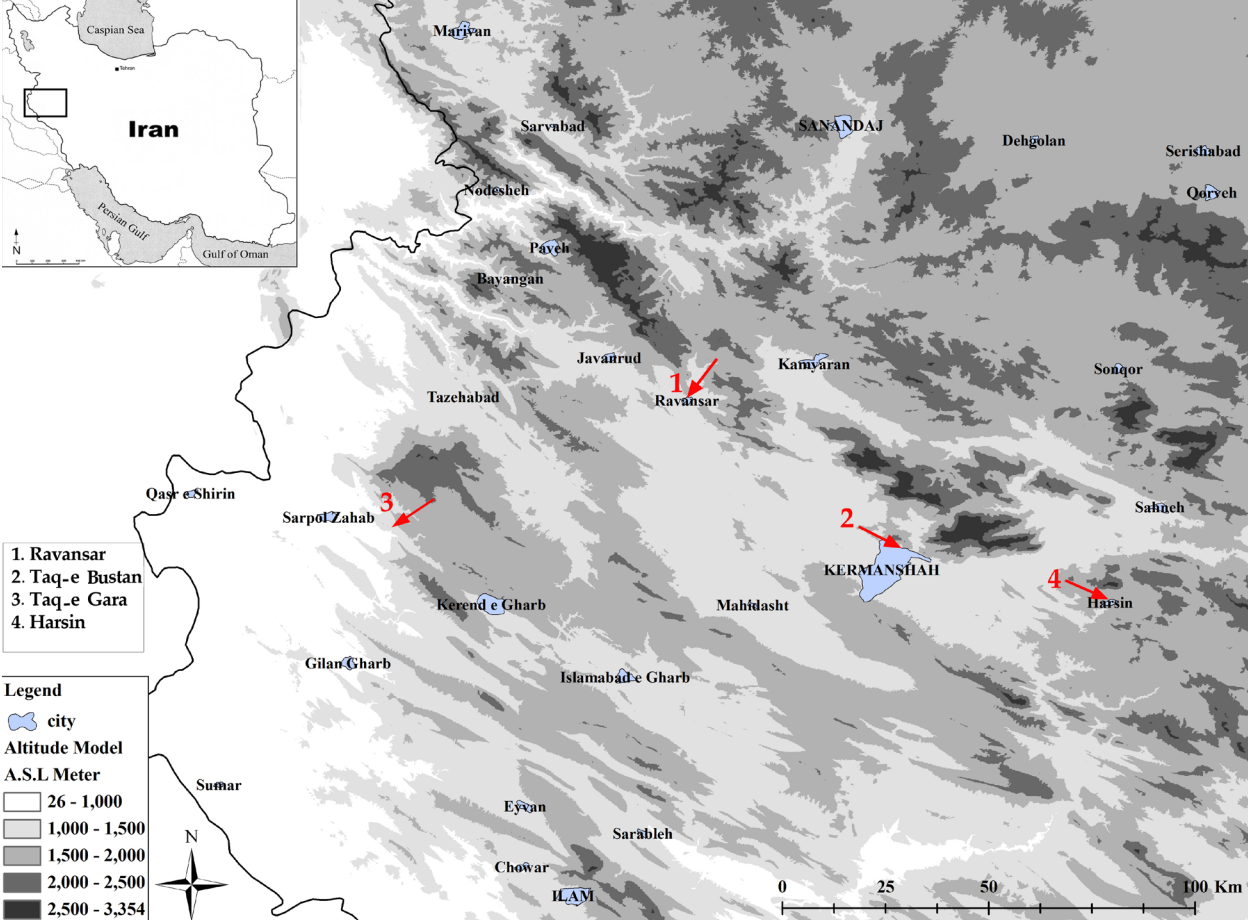 Caspian Sea
Tehran
Iran
Persian Gulf
Gulf of Oman
N
Marivan
Sarvabad
SANANDAJ
Dehgolan
Serishabad
Nodesheh
Qorveh
Paveh
Bayangan
Javanrud
Kamyaran
Sonqor
1
Ravansar
Tazehabad
Qasr e Shirin
3
Sarpol Zahab
Sahneh
2
KERMANSHAH
4
Harsin
Kerend e Gharb
Mahidasht
Gilan Gharb
Islamabad e Gharb
Sumar
Eyvan
Sarableh
Chowar
ILAM
1. Ravansar
2. Taq-e Bustan
3. Taq-e Gara
4. Harsin
Legend
city
Altitude Model
A.S.L Meter
26 - 1,000
1,000 - 1,500
1,500 - 2,000
2,000 - 2,500
2,500 - 3,354
N
0 25 50 100 Km